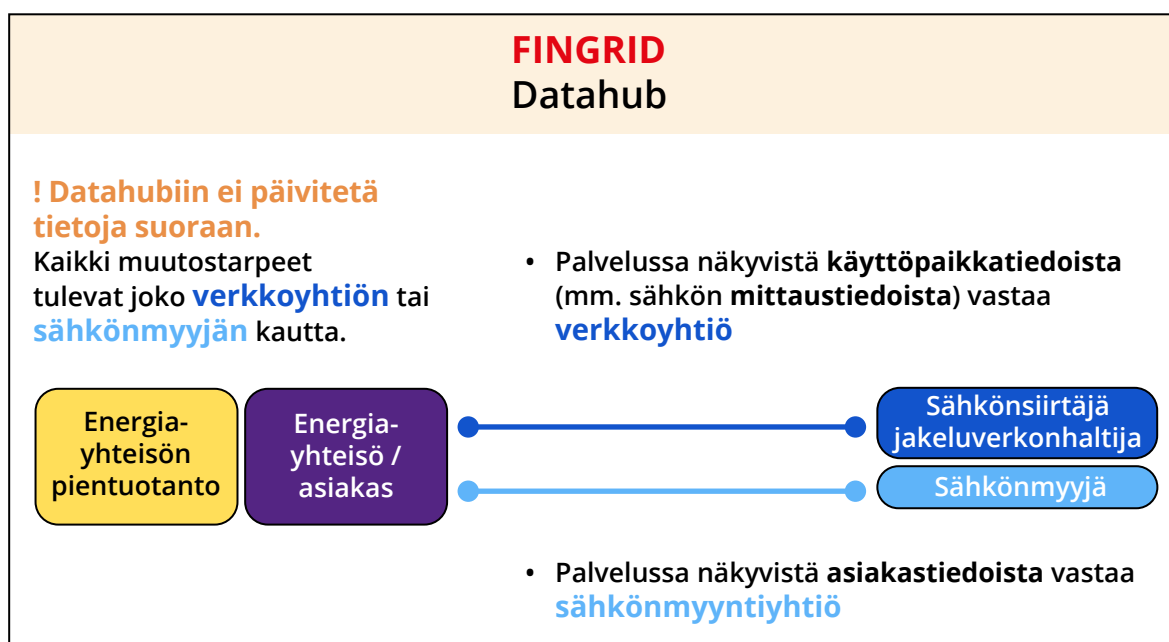 FINGRID
Datahub
! Datahubiin ei päivitetä
tietoja suoraan.
Kaikki muutostarpeet
tulevat joko verkkoyhtiön tai
sähkönmyyjän kautta.
• Palvelussa näkyvistä käyttöpaikkatiedoista
(mm. sähkön mittaustiedoista) vastaa
verkkoyhtiö
Energia-
yhteisön
pientuotanto
Energia-
yhteisö /
asiakas
Sähkönsiirtäjä
jakeluverkonhaltija
Sähkönmyyjä
• Palvelussa näkyvistä asiakastiedoista vastaa
sähkönmyyntiyhtiö